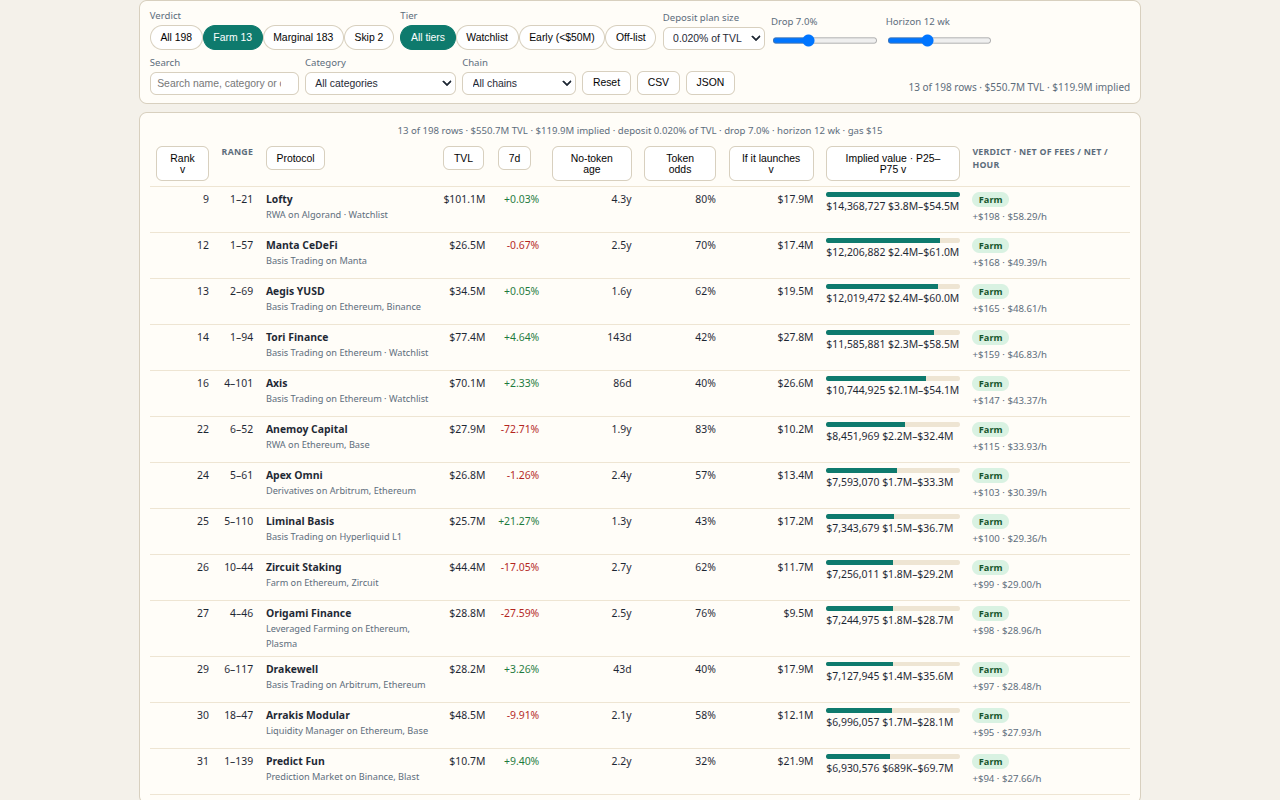 Verdict
Tier
Deposit plan size
Drop 7.0%
Horizon 12 wk
All 198
Farm 13
Marginal 183
Skip 2
All tiers
Watchlist
Early (<$50M)
Off-list
0.020% of TVL
Search
Category
Chain
Search name, category or
All categories
All chains
Reset
CSV
JSON
13 of 198 rows · $550.7M TVL · $119.9M implied
13 of 198 rows · $550.7M TVL · $119.9M implied · deposit 0.020% of TVL · drop 7.0% · horizon 12 wk · gas $15
Rank v
RANGE
Protocol
TVL
7d
No-token age
Token odds
If it launches v
Implied value · P25–P75 v
VERDICT · NET OF FEES / NET / HOUR
9 1–21 Lofty $101.1M +0.03% 4.3y 80% $17.9M $14,368,727 $3.8M–$54.5M Farm
RWA on Algorand · Watchlist +$198 · $58.29/h
12 1–57 Manta CeDeFi $26.5M -0.67% 2.5y 70% $17.4M $12,206,882 $2.4M–$61.0M Farm
Basis Trading on Manta +$168 · $49.39/h
13 2–69 Aegis YUSD $34.5M +0.05% 1.6y 62% $19.5M $12,019,472 $2.4M–$60.0M Farm
Basis Trading on Ethereum, Binance +$165 · $48.61/h
14 1–94 Tori Finance $77.4M +4.64% 143d 42% $27.8M $11,585,881 $2.3M–$58.5M Farm
Basis Trading on Ethereum · Watchlist +$159 · $46.83/h
16 4–101 Axis $70.1M +2.33% 86d 40% $26.6M $10,744,925 $2.1M–$54.1M Farm
Basis Trading on Ethereum · Watchlist +$147 · $43.37/h
22 6–52 Anemoy Capital $27.9M -72.71% 1.9y 83% $10.2M $8,451,969 $2.2M–$32.4M Farm
RWA on Ethereum, Base +$115 · $33.93/h
24 5–61 Apex Omni $26.8M -1.26% 2.4y 57% $13.4M $7,593,070 $1.7M–$33.3M Farm
Derivatives on Arbitrum, Ethereum +$103 · $30.39/h
25 5–110 Liminal Basis $25.7M +21.27% 1.3y 43% $17.2M $7,343,679 $1.5M–$36.7M Farm
Basis Trading on Hyperliquid L1 +$100 · $29.36/h
26 10–44 Zircuit Staking $44.4M -17.05% 2.7y 62% $11.7M $7,256,011 $1.8M–$29.2M Farm
Farm on Ethereum, Zircuit +$99 · $29.00/h
27 4–46 Origami Finance $28.8M -27.59% 2.5y 76% $9.5M $7,244,975 $1.8M–$28.7M Farm
Leveraged Farming on Ethereum, +$98 · $28.96/h
Plasma
29 6–117 Drakewell $28.2M +3.26% 43d 40% $17.9M $7,127,945 $1.4M–$35.6M Farm
Basis Trading on Arbitrum, Ethereum +$97 · $28.48/h
30 18–47 Arrakis Modular $48.5M -9.91% 2.1y 58% $12.1M $6,996,057 $1.7M–$28.1M Farm
Liquidity Manager on Ethereum, Base +$95 · $27.93/h
31 1–139 Predict Fun $10.7M +9.40% 2.2y 32% $21.9M $6,930,576 $689K–$69.7M Farm
Prediction Market on Binance, Blast +$94 · $27.66/h